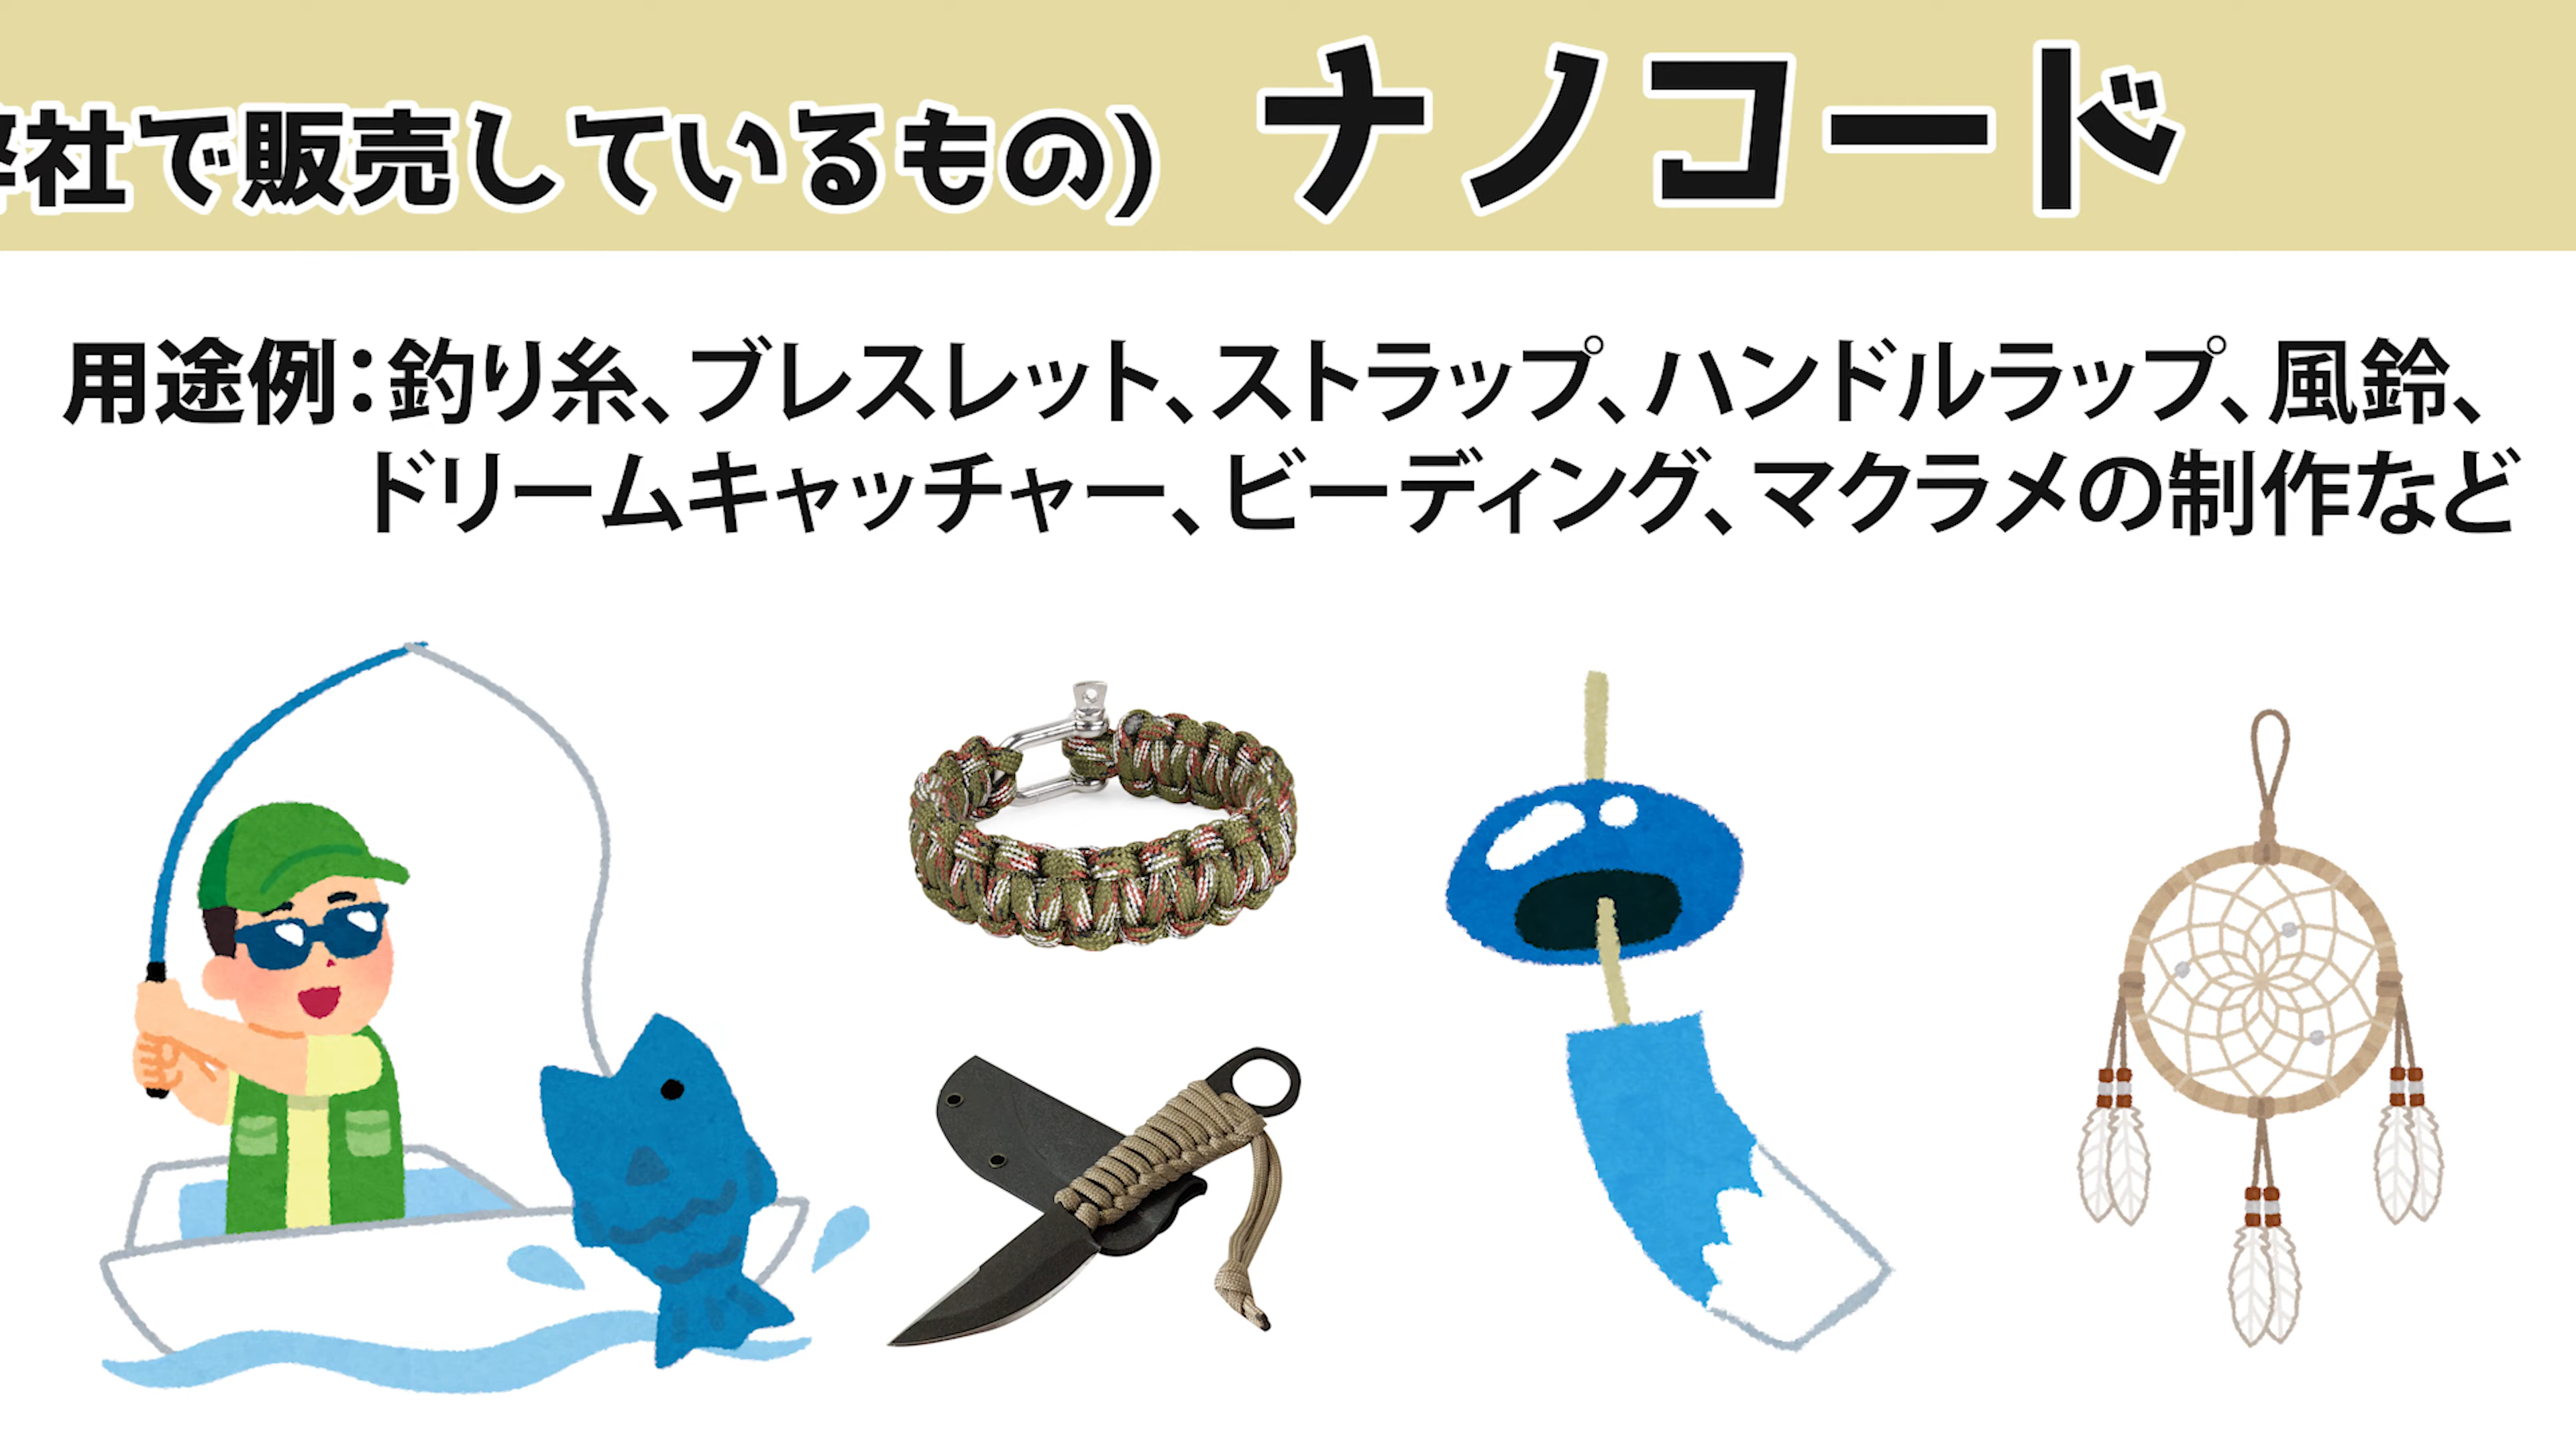 弊社で販売しているもの) ナノコード
用途例：釣り糸、ブレスレット、ストラップ、ハンドルラップ、風鈴、
ドリームキャッチャー、ビーディング、マクラメの制作など